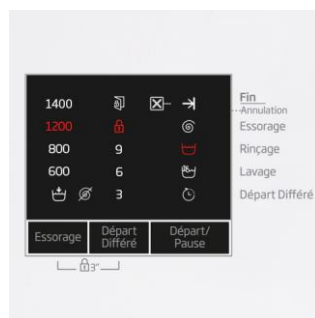 1400
Fin
Annulation
1200
Essorage
800
9
Rinçage
600
6
Lavage
3
Départ Différé
Essorage
Départ
Différé
Départ/
Pause
3"